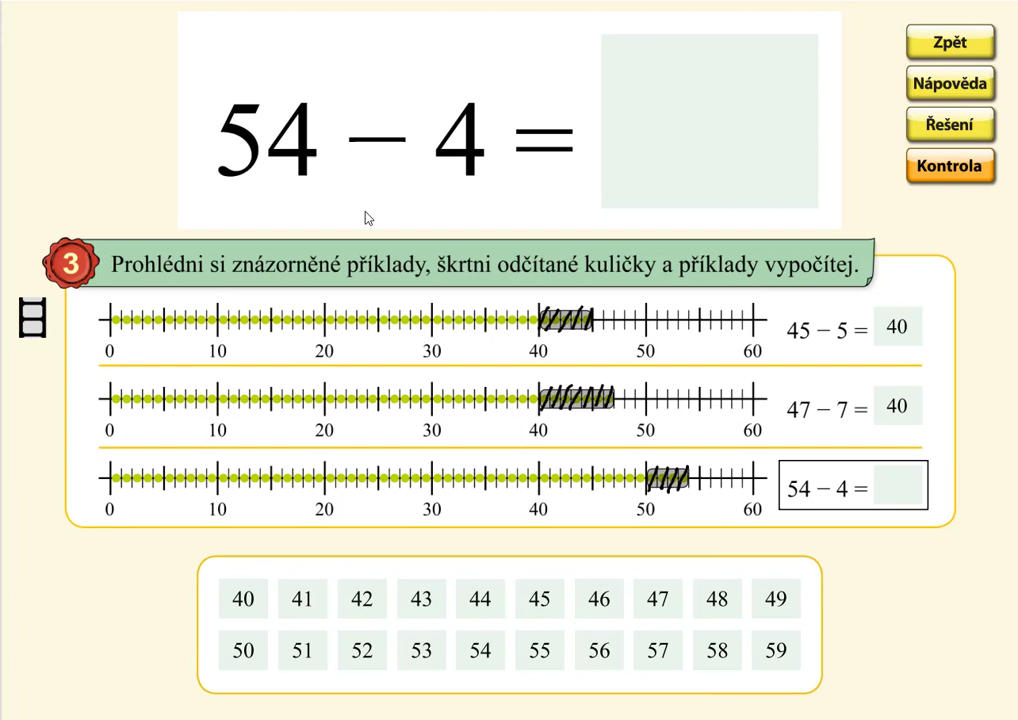 54 − 4 =
Zpět
Nápověda
Řešení
Kontrola
3 Prohlédni si znázorněné příklady, škrtni odčítané kuličky a příklady vypočítej.
0 10 20 30 40 50 60
45 − 5 = 40
0 10 20 30 40 50 60
47 − 7 = 40
0 10 20 30 40 50 60
54 − 4 =
40 41 42 43 44 45 46 47 48 49
50 51 52 53 54 55 56 57 58 59